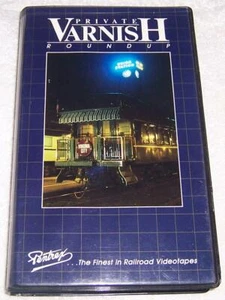 PRIVATE
VARNISH
ROUNDUP
Pentrex
...The Finest in Railroad Videotapes